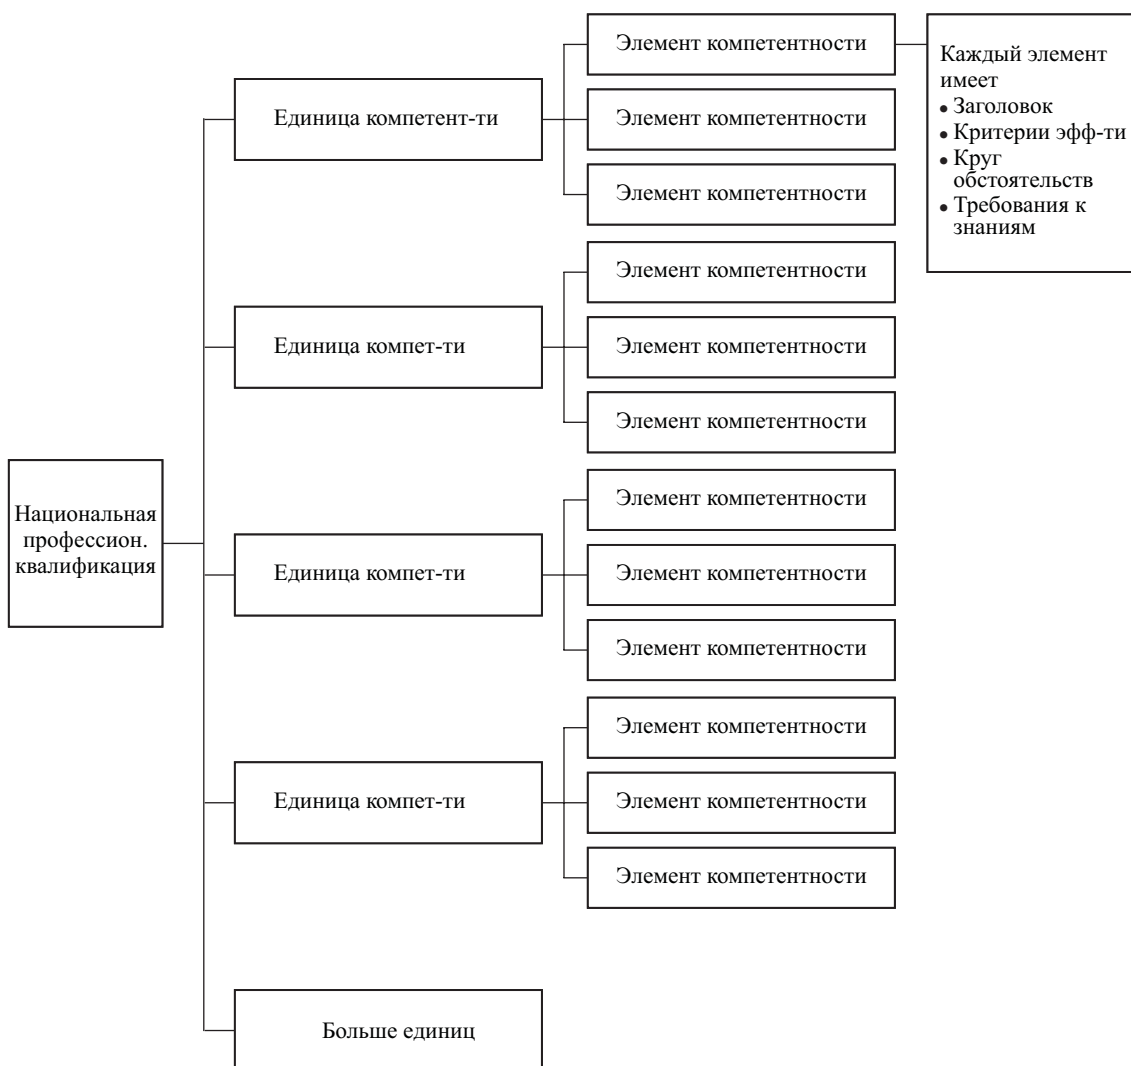 Элемент компетентности
Каждый элемент
имеет
• Заголовок
• Критерии эфф-ти
• Круг
обстоятельств
• Требования к
знаниям
Единица компетент-ти
Элемент компетентности
Элемент компетентности
Элемент компетентности
Единица компет-ти
Элемент компетентности
Элемент компетентности
Национальная
профессион.
квалификация
Элемент компетентности
Единица компет-ти
Элемент компетентности
Элемент компетентности
Элемент компетентности
Единица компет-ти
Элемент компетентности
Элемент компетентности
Больше единиц